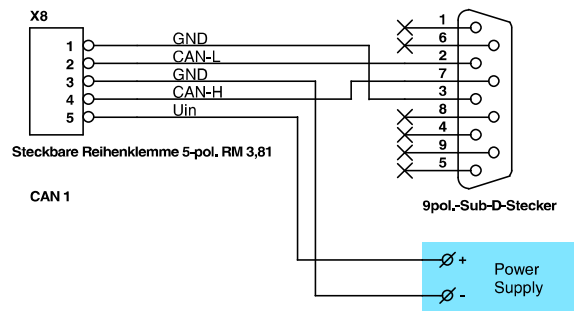 X8
1 GND
2 CAN-L
3 GND
4 CAN-H
5 Uin
Steckbare Reihenklemme 5-pol. RM 3,81
CAN 1
1
6
2
7
3
8
4
9
5
9pol.-Sub-D-Stecker
+
-
Power
Supply